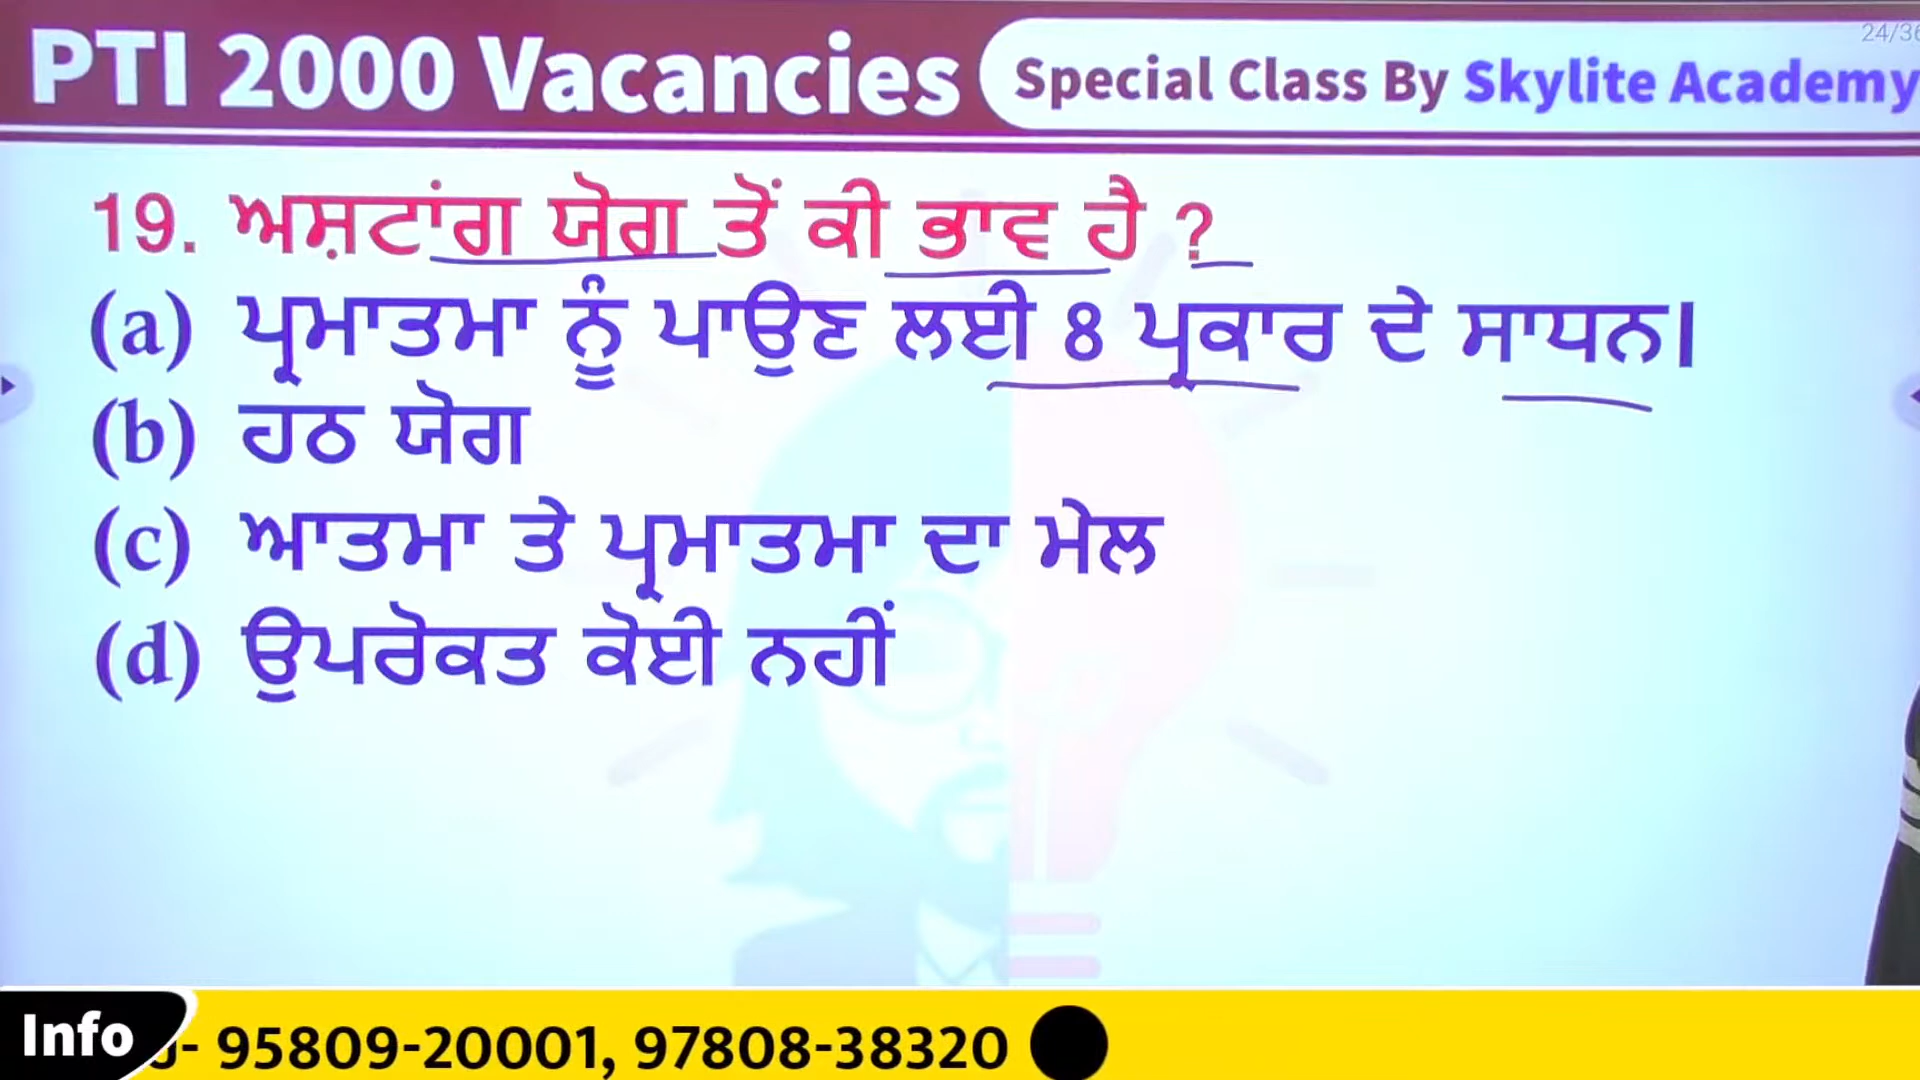 PTI 2000 Vacancies Special Class By Skylite Academy
19. ਅਸ਼ਟਾਂਗ ਯੋਗ ਤੋਂ ਕੀ ਭਾਵ ਹੈ ?
(a) ਪ੍ਰਮਾਤਮਾ ਨੂੰ ਪਾਉਣ ਲਈ 8 ਪ੍ਰਕਾਰ ਦੇ ਸਾਧਨ।
(b) ਹਠ ਯੋਗ
(c) ਆਤਮਾ ਤੇ ਪ੍ਰਮਾਤਮਾ ਦਾ ਮੇਲ
(d) ਉਪਰੋਕਤ ਕੋਈ ਨਹੀਂ
Info - 95809-20001, 97808-38320